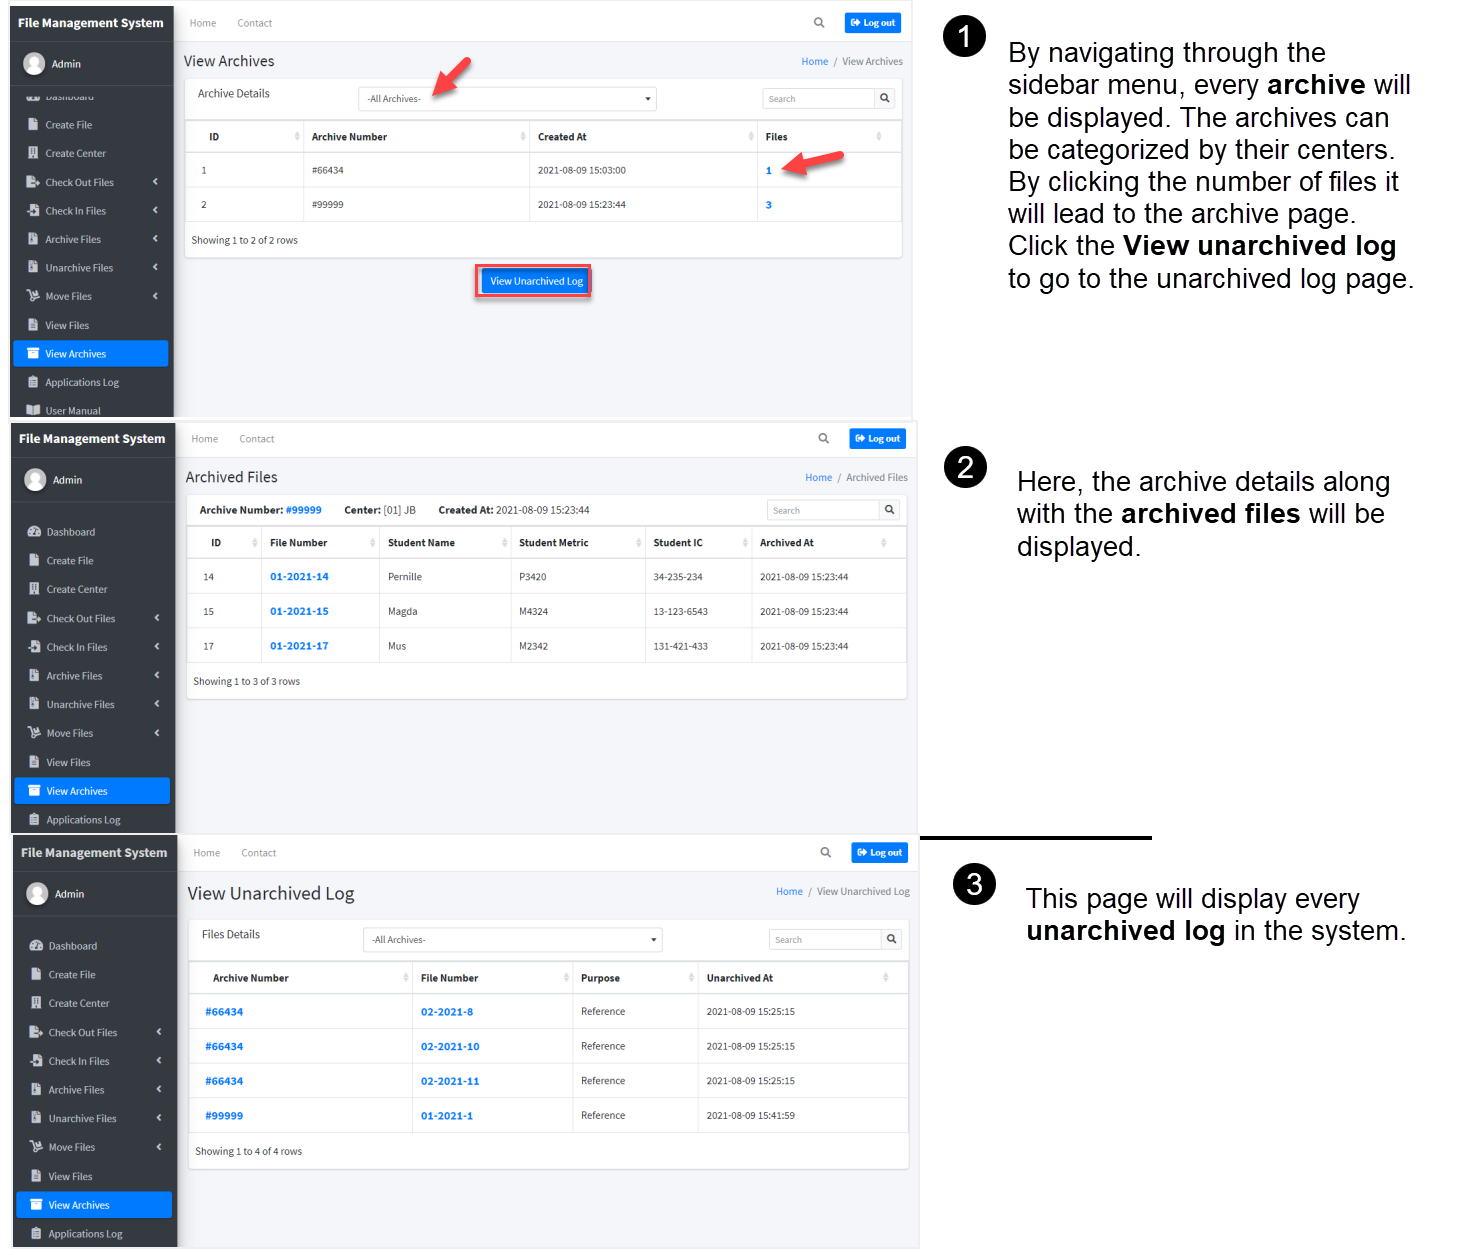 File Management System
Home Contact
Log out
Admin
View Archives
Home / View Archives
Dashboard
Create File
Create Center
Check Out Files
Check In Files
Archive Files
Unarchive Files
Move Files
View Files
View Archives
Applications Log
User Manual
Archive Details
-All Archives-
Search
ID Archive Number Created At Files
1 #66434 2021-08-09 15:03:00 1
2 #99999 2021-08-09 15:23:44 3
Showing 1 to 2 of 2 rows
View Unarchived Log
1
By navigating through the
sidebar menu, every archive will
be displayed. The archives can
be categorized by their centers.
By clicking the number of files it
will lead to the archive page.
Click the View unarchived log
to go to the unarchived log page.
File Management System
Home Contact
Log out
Admin
Archived Files
Home / Archived Files
Dashboard
Create File
Create Center
Check Out Files
Check In Files
Archive Files
Unarchive Files
Move Files
View Files
View Archives
Applications Log
Archive Number: #99999 Center: [01] JB Created At: 2021-08-09 15:23:44
Search
ID File Number Student Name Student Metric Student IC Archived At
14 01-2021-14 Pernille P3420 34-235-234 2021-08-09 15:23:44
15 01-2021-15 Magda M4324 13-123-6543 2021-08-09 15:23:44
17 01-2021-17 Mus M2342 131-421-433 2021-08-09 15:23:44
Showing 1 to 3 of 3 rows
2
Here, the archive details along
with the archived files will be
displayed.
File Management System
Home Contact
Log out
Admin
View Unarchived Log
Home / View Unarchived Log
Dashboard
Create File
Create Center
Check Out Files
Check In Files
Archive Files
Unarchive Files
Move Files
View Files
View Archives
Applications Log
Files Details
-All Archives-
Search
Archive Number File Number Purpose Unarchived At
#66434 02-2021-8 Reference 2021-08-09 15:25:15
#66434 02-2021-10 Reference 2021-08-09 15:25:15
#66434 02-2021-11 Reference 2021-08-09 15:25:15
#99999 01-2021-1 Reference 2021-08-09 15:41:59
Showing 1 to 4 of 4 rows
3
This page will display every
unarchived log in the system.